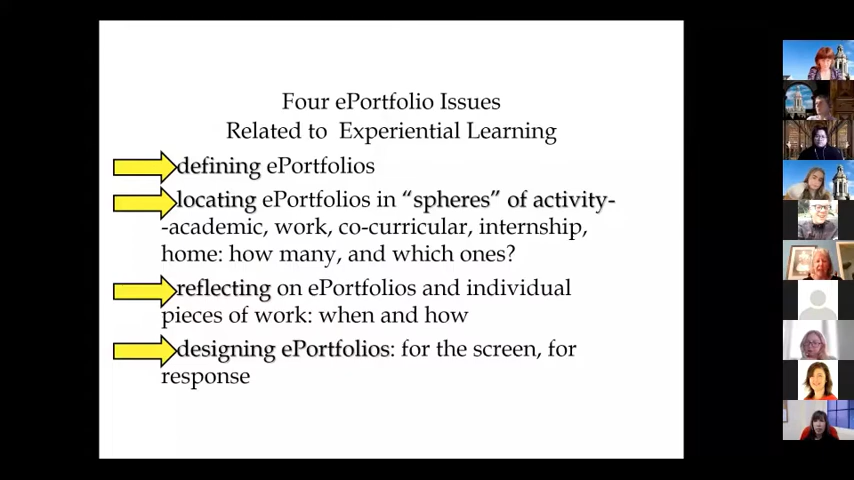 Four ePortfolio Issues
Related to Experiential Learning
defining ePortfolios
locating ePortfolios in “spheres” of activity-
-academic, work, co-curricular, internship,
home: how many, and which ones?
reflecting on ePortfolios and individual
pieces of work: when and how
designing ePortfolios: for the screen, for
response